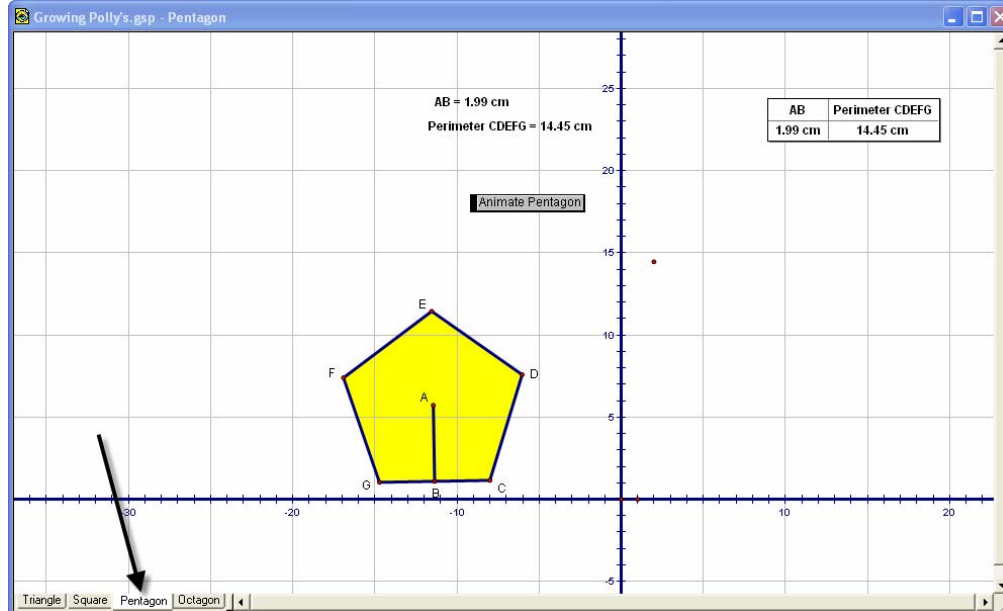 Growing Polly's.gsp - Pentagon
AB = 1.99 cm
Perimeter CDEFG = 14.45 cm
AB Perimeter CDEFG
1.99 cm 14.45 cm
Animate Pentagon
25
20
15
10
5
-5
-30 -20 -10 10 20
E
F
D
A
G
B
C
Triangle Square Pentagon Octagon